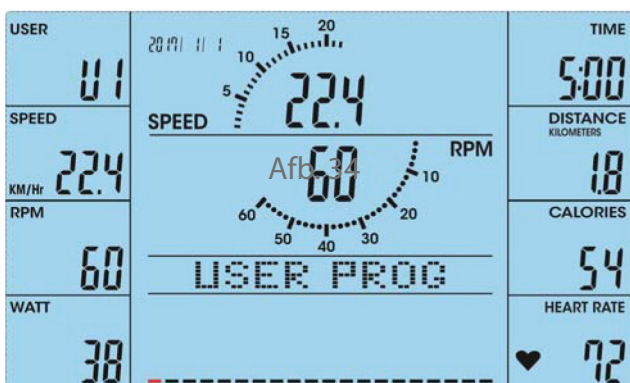 USER
U1
SPEED
KM/Hr 22.4
RPM
60
WATT
38
2017/ 1/ 1
5 10 15 20
SPEED 22.4
RPM
60
Afb. 34
60 50 40 30 20 10
USER PROG
TIME
5:00
DISTANCE
KILOMETERS
1.8
CALORIES
54
HEART RATE
72